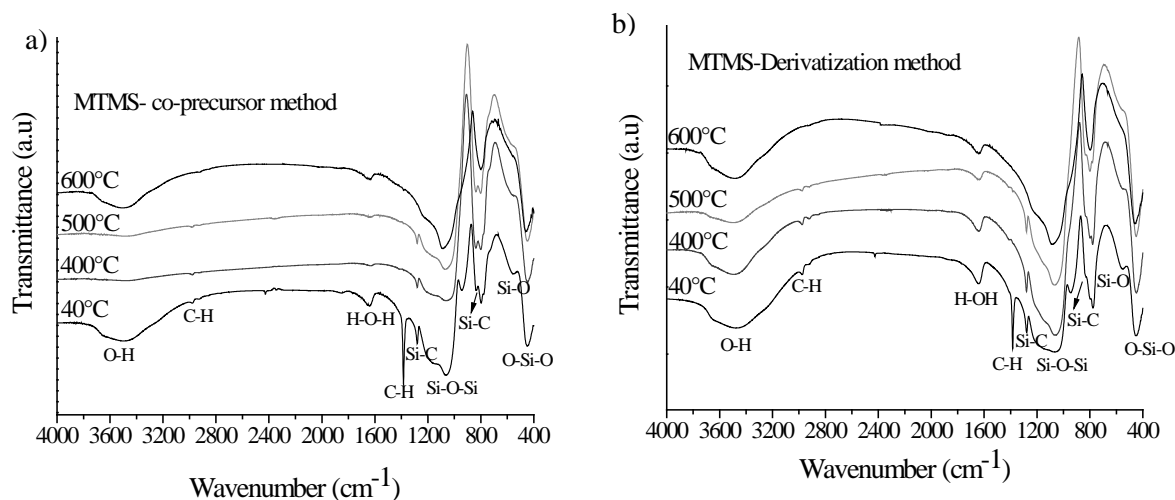 a)
MTMS- co-precursor method
Transmittance (a.u)
600°C
500°C
400°C
40°C
O-H
C-H
H-O-H
C-H
Si-C
Si-O-Si
Si-C
Si-O
O-Si-O
4000 3600 3200 2800 2400 2000 1600 1200 800 400
Wavenumber (cm-1)
b)
MTMS-Derivatization method
Transmittance (a.u)
600°C
500°C
400°C
40°C
O-H
C-H
H-OH
C-H
Si-C
Si-O-Si
Si-C
Si-O
O-Si-O
4000 3600 3200 2800 2400 2000 1600 1200 800 400
Wavenumber (cm-1)